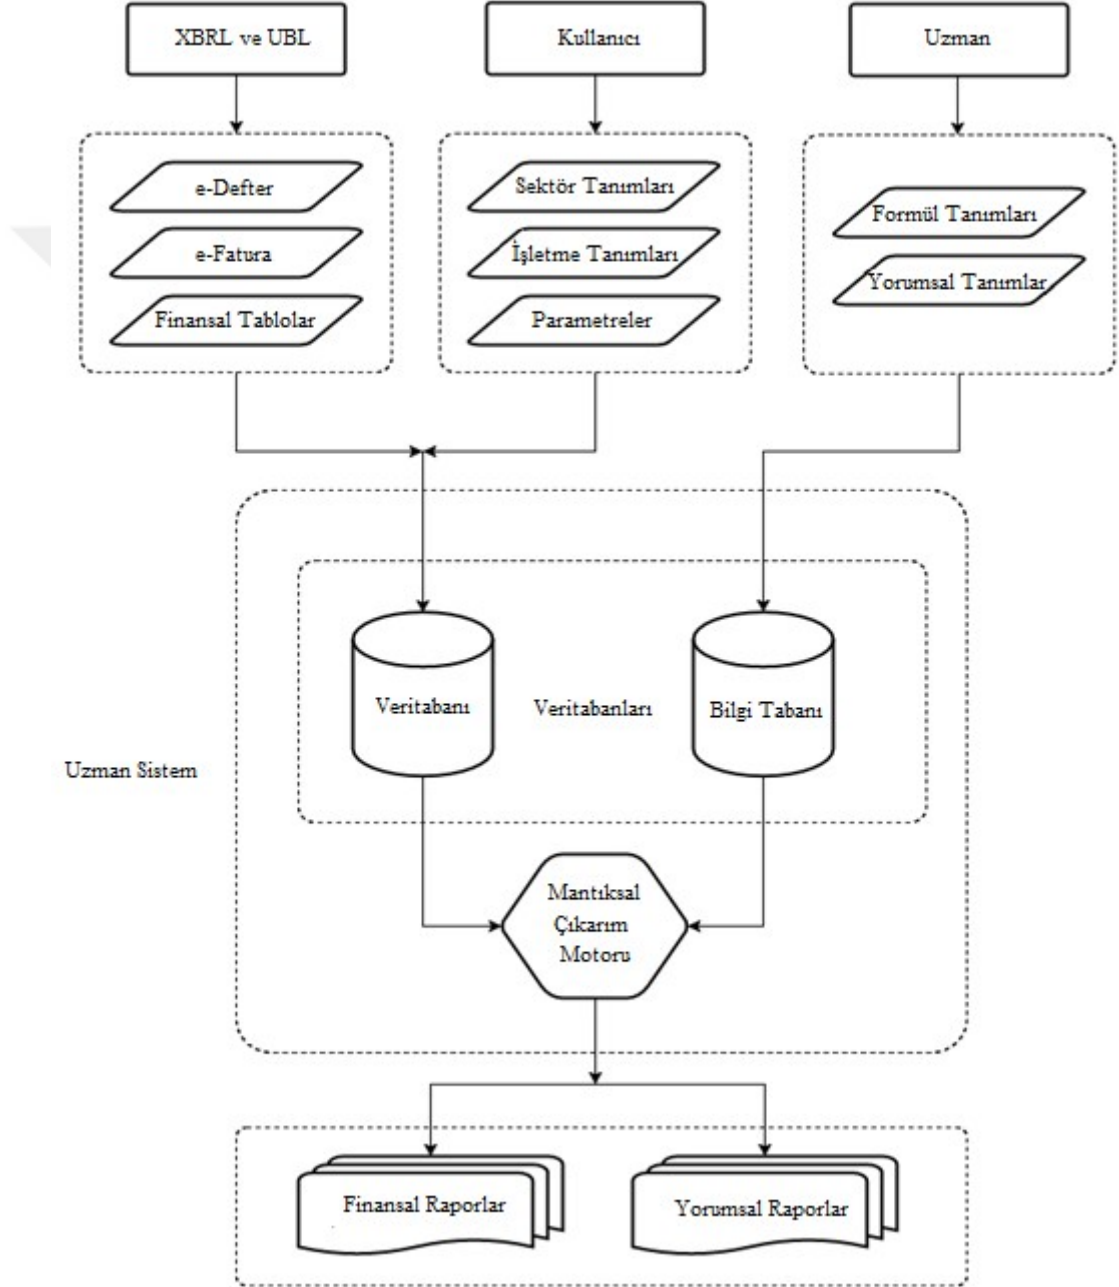 XBRL ve UBL
Kullanıcı
Uzman
e-Defter
e-Fatura
Finansal Tablolar
Sektör Tanımları
İşletme Tanımları
Parametreler
Formül Tanımları
Yorumsal Tanımlar
Veritabanı
Veritabanları
Bilgi Tabanı
Uzman Sistem
Mantıksal
Çıkarım
Motoru
Finansal Raporlar
Yorumsal Raporlar